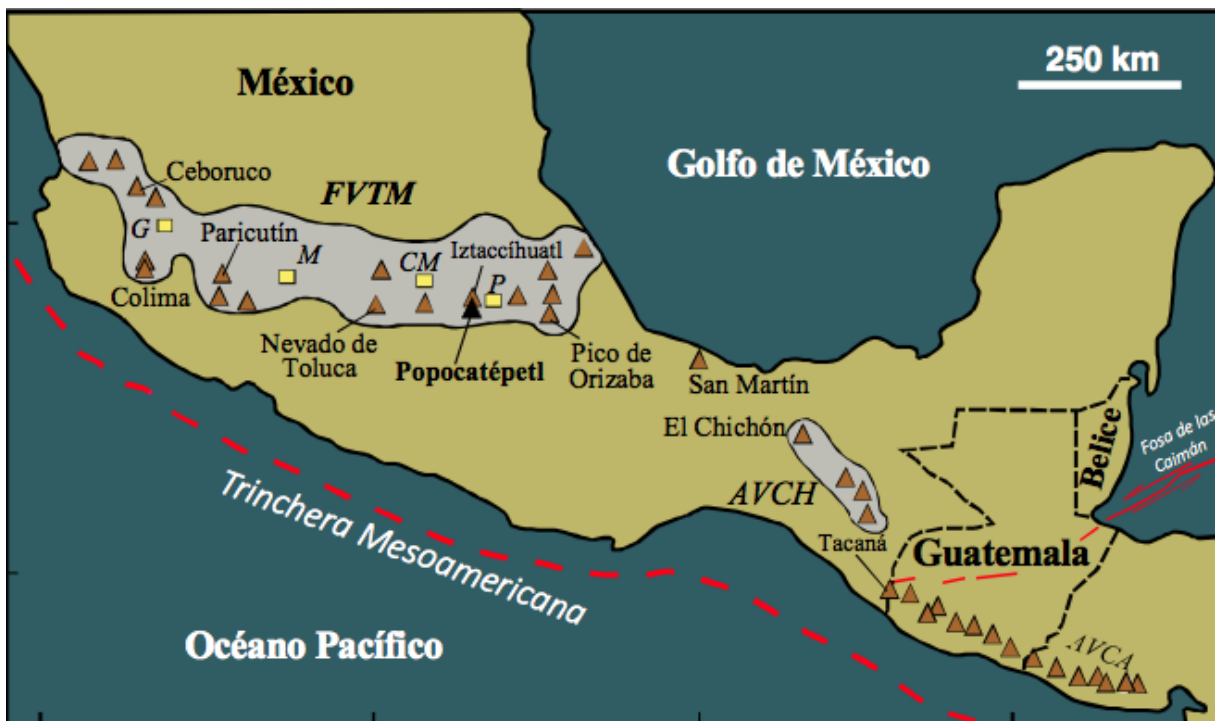 250 km
México
Golfo de México
Ceboruco
FVTM
G
Paricutín
M
CM
Iztaccíhuatl
P
Colima
Nevado de
Toluca
Popocatépetl
Pico de
Orizaba
San Martín
El Chichón
AVCH
Belice
Fosa de las
Caimán
Trinchera Mesoamericana
Tacaná
Guatemala
Océano Pacífico
AVCA